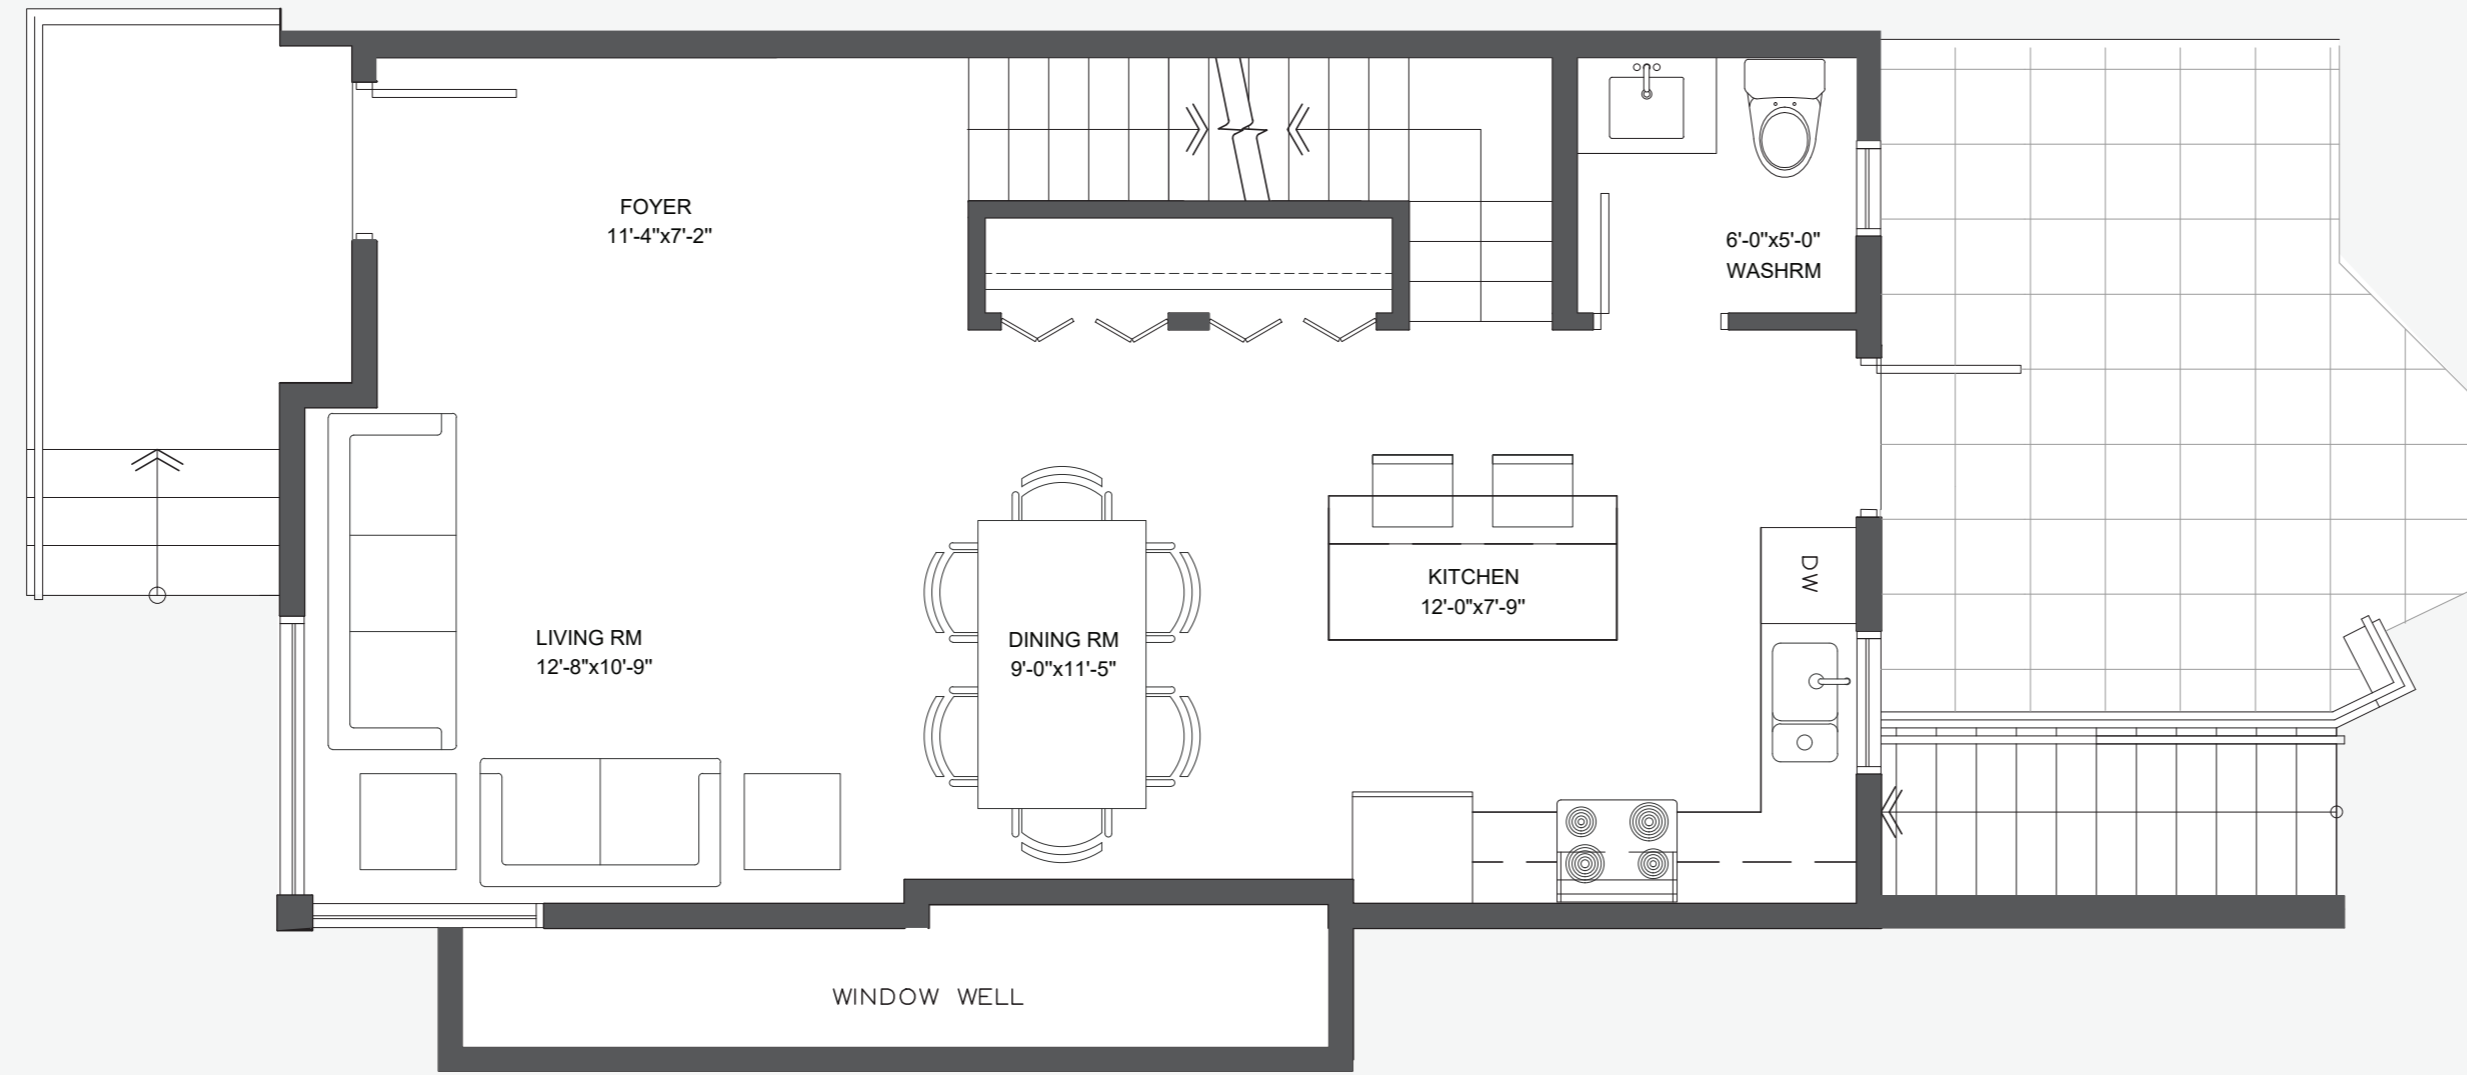 FOYER
11'-4"x7'-2"
6'-0"x5'-0"
WASHRM
KITCHEN
12'-0"x7'-9"
DW
LIVING RM
12'-8"x10'-9"
DINING RM
9'-0"x11'-5"
WINDOW WELL